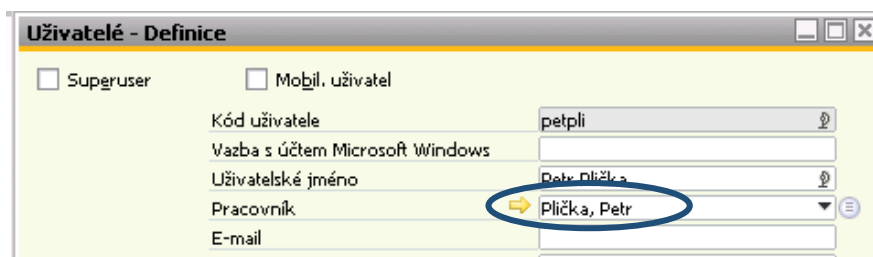 Uživatelé - Definice
Superuser Mobil. uživatel
Kód uživatele petpli
Vazba s účtem Microsoft Windows
Uživatelské jméno Petr Plička
Pracovník Plička, Petr
E-mail